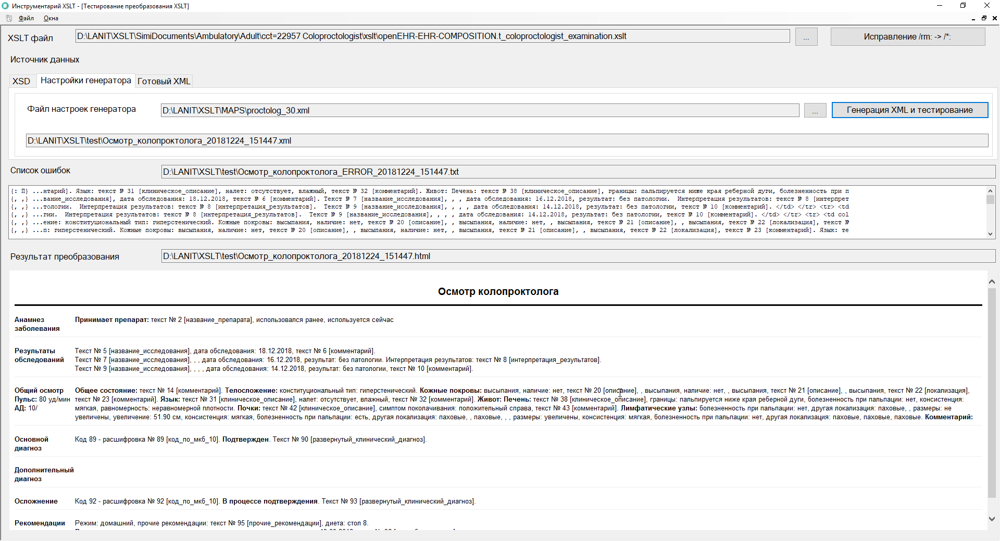 Инструментарий XSLT - [Тестирование преобразования XSLT]
Файл Окна
XSLT файл D:\LANIT\XSLT\SimiDocuments\Ambulatory\Adult\cct=22957 Coloproctologist\xslt\openEHR-EHR-COMPOSITION.t_coloproctologist_examination.xslt ... Исправление /rm: -> /*:
Источник данных
XSD Настройки генератора Готовый XML
Файл настроек генератора D:\LANIT\XSLT\MAPS\proctolog_30.xml ... Генерация XML и тестирование
D:\LANIT\XSLT\test\Осмотр_колопроктолога_20181224_151447.xml
Список ошибок D:\LANIT\XSLT\test\Осмотр_колопроктолога_ERROR_20181224_151447.txt
{: П} ...нтарий]. Язык: текст № 31 [клиническое_описание], налет: отсутствует, влажный, текст № 32 [комментарий]. Живот: Печень: текст № 38 [клиническое_описание], границы: пальпируется ниже края реберной дуги, болезненность при п
{, ,} ...вание_исследования], дата обследования: 18.12.2018, текст № 6 [комментарий]. Текст № 7 [название_исследования], , , дата обследования: 16.12.2018, результат: без патологии. Интерпретация результатов: текст № 8 [интерпрет
{, ,} ...тологии. Интерпретация результатов: текст № 8 [интерпретация_результатов]. Текст № 9 [название_исследования], , , , дата обследования: 14.12.2018, результат: без патологии, текст № 10 [комментарий]. </td> </tr> <tr> <td
{, ,} ...гии. Интерпретация результатов: текст № 8 [интерпретация_результатов]. Текст № 9 [название_исследования], , , , дата обследования: 14.12.2018, результат: без патологии, текст № 10 [комментарий]. </td> </tr> <tr> <td col
{, ,} ...ение: конституциональный тип: гиперстенический. Кожные покровы: высыпания, наличие: нет, текст № 20 [описание], , высыпания, наличие: нет, , высыпания, текст № 21 [описание], , высыпания, текст № 22 [локализация], текст №
{, ,} ...п: гиперстенический. Кожные покровы: высыпания, наличие: нет, текст № 20 [описание], , высыпания, наличие: нет, , высыпания, текст № 21 [описание], , высыпания, текст № 22 [локализация], текст № 23 [комментарий]. Язык: те
Результат преобразования D:\LANIT\XSLT\test\Осмотр_колопроктолога_20181224_151447.html
Осмотр колопроктолога
Анамнез заболевания Принимает препарат: текст № 2 [название_препарата], использовался ранее, используется сейчас
Результаты обследований Текст № 5 [название_исследования], дата обследования: 18.12.2018, текст № 6 [комментарий].
Текст № 7 [название_исследования], , , дата обследования: 16.12.2018, результат: без патологии. Интерпретация результатов: текст № 8 [интерпретация_результатов].
Текст № 9 [название_исследования], , , , дата обследования: 14.12.2018, результат: без патологии, текст № 10 [комментарий].
Общий осмотр Общее состояние: текст № 14 [комментарий]. Телосложение: конституциональный тип: гиперстенический. Кожные покровы: высыпания, наличие: нет, текст № 20 [описание], , высыпания, наличие: нет, , высыпания, текст № 21 [описание], , высыпания, текст № 22 [локализация],
Пульс: 80 уд/мин текст № 23 [комментарий]. Язык: текст № 31 [клиническое_описание], налет: отсутствует, влажный, текст № 32 [комментарий]. Живот: Печень: текст № 38 [клиническое_описание], границы: пальпируется ниже края реберной дуги, болезненность при пальпации: нет, консистенция:
АД: 10/ мягкая, равномерность: неравномерной плотности. Почки: текст № 42 [клиническое_описание], симптом поколачивания: положительный справа, текст № 43 [комментарий]. Лимфатические узлы: болезненность при пальпации: нет, другая локализация: паховые, , размеры: не
увеличены, увеличение: 51.90 см, консистенция: мягкая, болезненность при пальпации: есть, другая локализация: паховые, , паховые, , , размеры: увеличены, консистенция: мягкая, болезненность при пальпации: нет, другая локализация: паховые, паховые, паховые. Комментарий:
Основной диагноз Код 89 - расшифровка № 89 [код_по_мкб_10]. Подтвержден. Текст № 90 [развернутый_клинический_диагноз].
Дополнительный диагноз
Осложнение Код 92 - расшифровка № 92 [код_по_мкб_10]. В процессе подтверждения. Текст № 93 [развернутый_клинический_диагноз].
Рекомендации Режим: домашний, прочие рекомендации: текст № 95 [прочие_рекомендации], диета: стол 8.